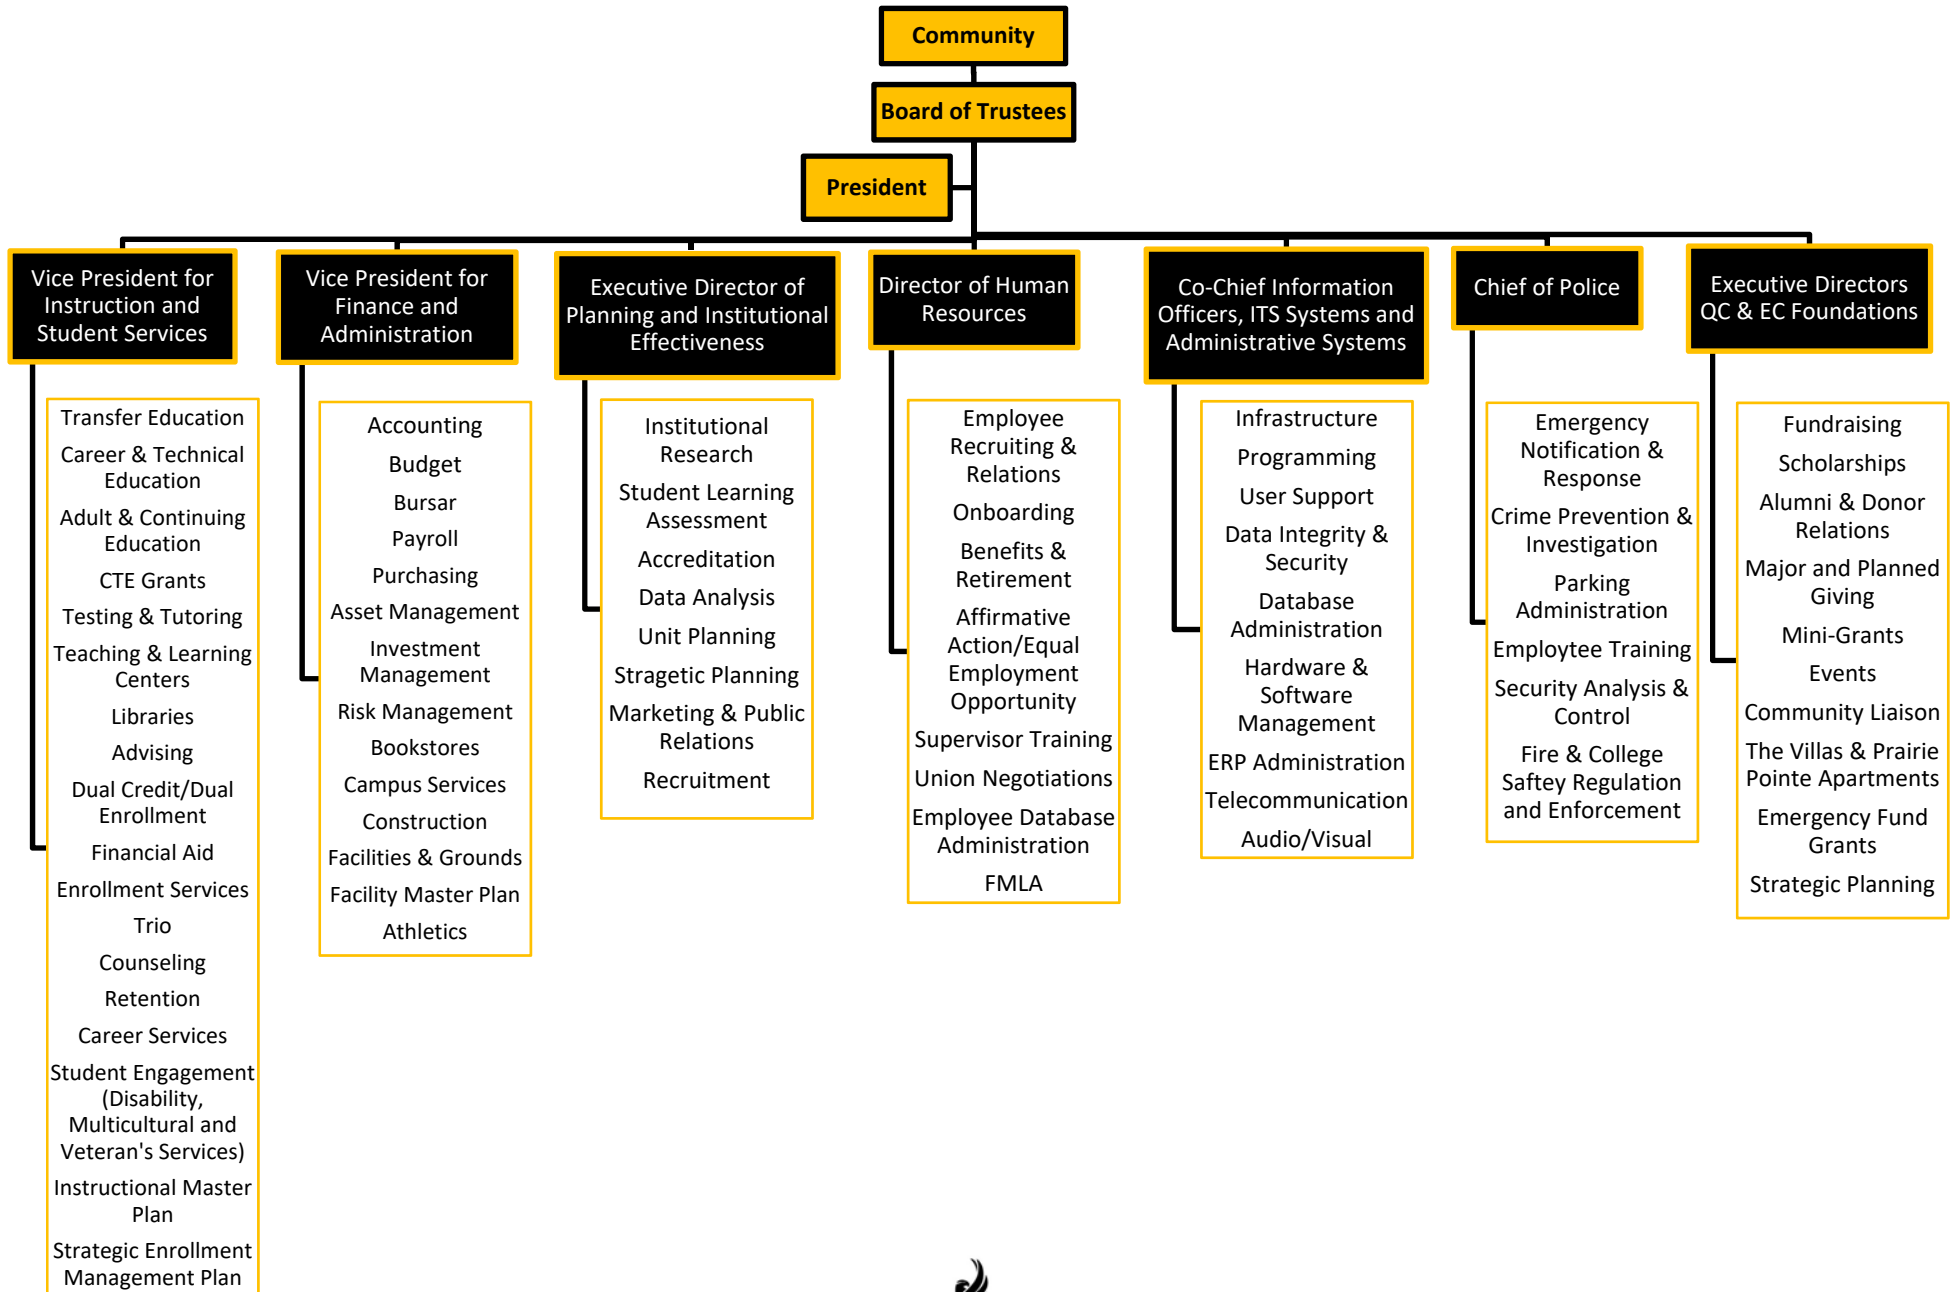 Community
Board of Trustees
President
Vice President for
Instruction and
Student Services
Transfer Education
Career & Technical
Education
Adult & Continuing
Education
CTE Grants
Testing & Tutoring
Teaching & Learning
Centers
Libraries
Advising
Dual Credit/Dual
Enrollment
Financial Aid
Enrollment Services
Trio
Counseling
Retention
Career Services
Student Engagement
(Disability,
Multicultural and
Veteran's Services)
Instructional Master
Plan
Strategic Enrollment
Management Plan
Vice President for
Finance and
Administration
Accounting
Budget
Bursar
Payroll
Purchasing
Asset Management
Investment
Management
Risk Management
Bookstores
Campus Services
Construction
Facilities & Grounds
Facility Master Plan
Athletics
Executive Director of
Planning and Institutional
Effectiveness
Institutional
Research
Student Learning
Assessment
Accreditation
Data Analysis
Unit Planning
Stragetic Planning
Marketing & Public
Relations
Recruitment
Director of Human
Resources
Employee
Recruiting &
Relations
Onboarding
Benefits &
Retirement
Affirmative
Action/Equal
Employment
Opportunity
Supervisor Training
Union Negotiations
Employee Database
Administration
FMLA
Co-Chief Information
Officers, ITS Systems and
Administrative Systems
Infrastructure
Programming
User Support
Data Integrity &
Security
Database
Administration
Hardware &
Software
Management
ERP Administration
Telecommunication
Audio/Visual
Chief of Police
Emergency
Notification &
Response
Crime Prevention &
Investigation
Parking
Administration
Employtee Training
Security Analysis &
Control
Fire & College
Saftey Regulation
and Enforcement
Executive Directors
QC & EC Foundations
Fundraising
Scholarships
Alumni & Donor
Relations
Major and Planned
Giving
Mini-Grants
Events
Community Liaison
The Villas & Prairie
Pointe Apartments
Emergency Fund
Grants
Strategic Planning